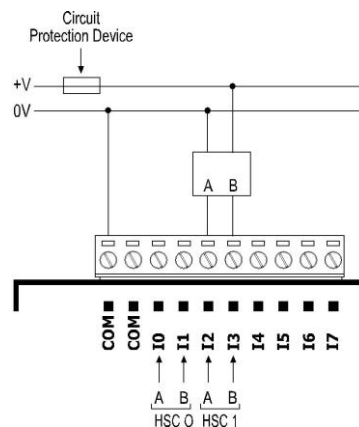 Circuit
Protection Device
+V
0V
A B
COM COM I0 I1 I2 I3 I4 I5 I6 I7
A B A B
HSC 0 HSC 1